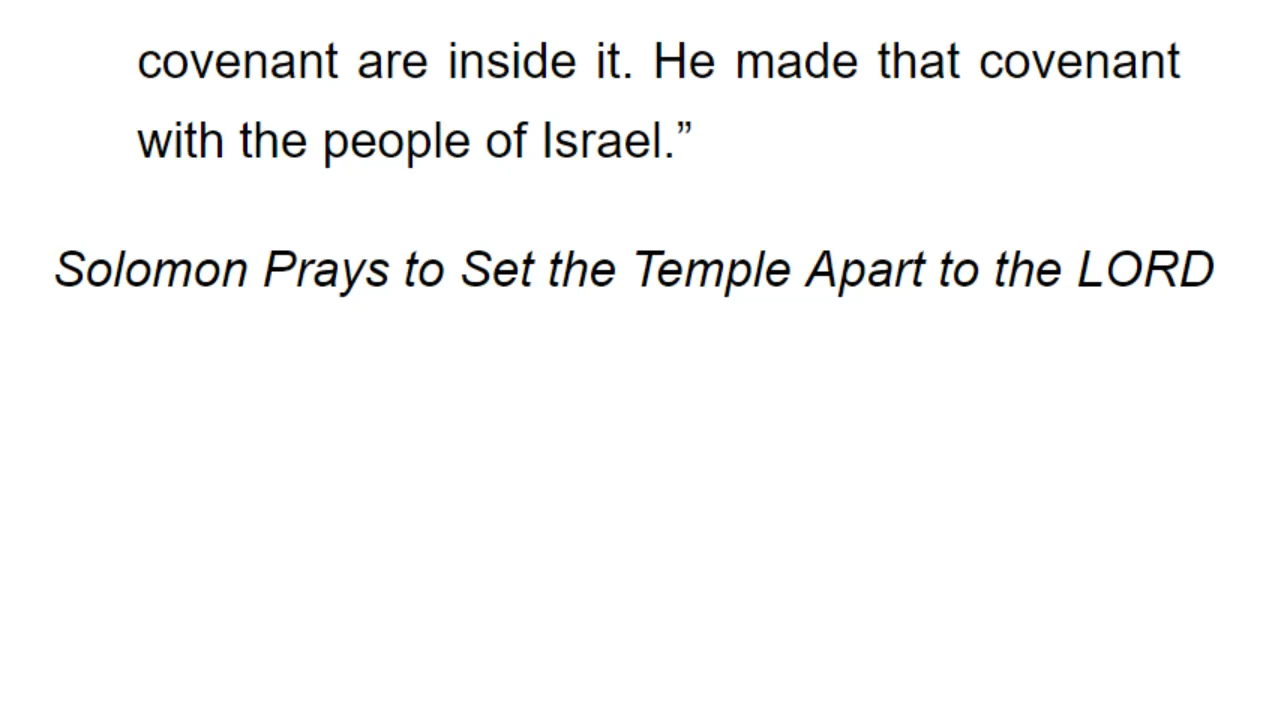 covenant are inside it. He made that covenant
with the people of Israel.”
Solomon Prays to Set the Temple Apart to the LORD